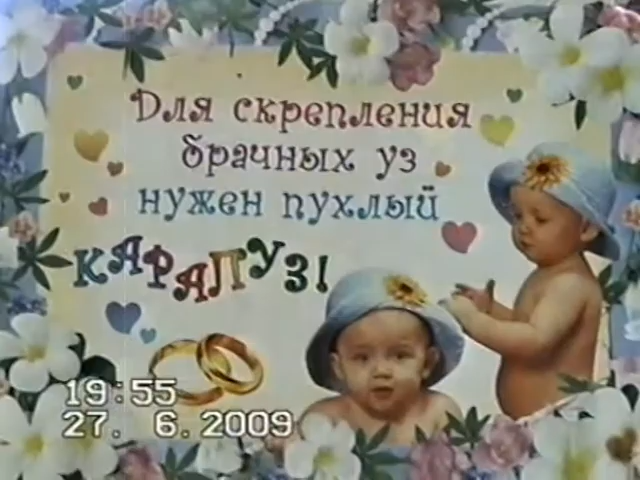 Для скрепления
брачных уз
нужен пухлый
КАРАПУЗ!
19:55
27. 6.2009